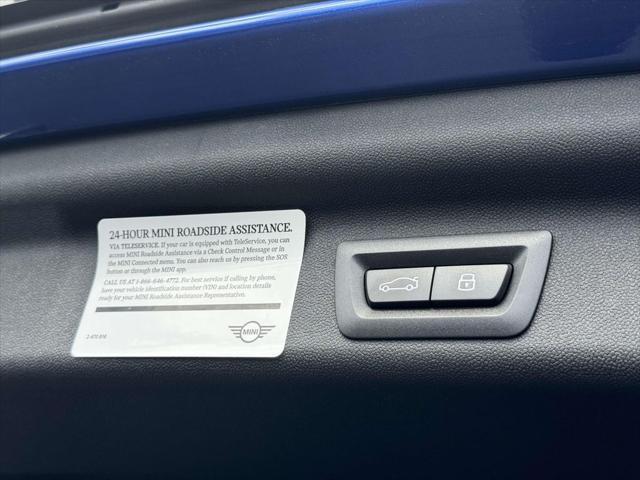 24-HOUR MINI ROADSIDE ASSISTANCE.
VIA TELESERVICE. If your car is equipped with TeleService, you can
access MINI Roadside Assistance via a Check Control Message or in
the MINI Connected menu. You can also reach us by pressing the SOS
button or through the MINI app.
CALL US AT 1-866-646-4772. For best service if calling by phone,
have your vehicle identification number (VIN) and location details
ready for your MINI Roadside Assistance Representative.
MINI